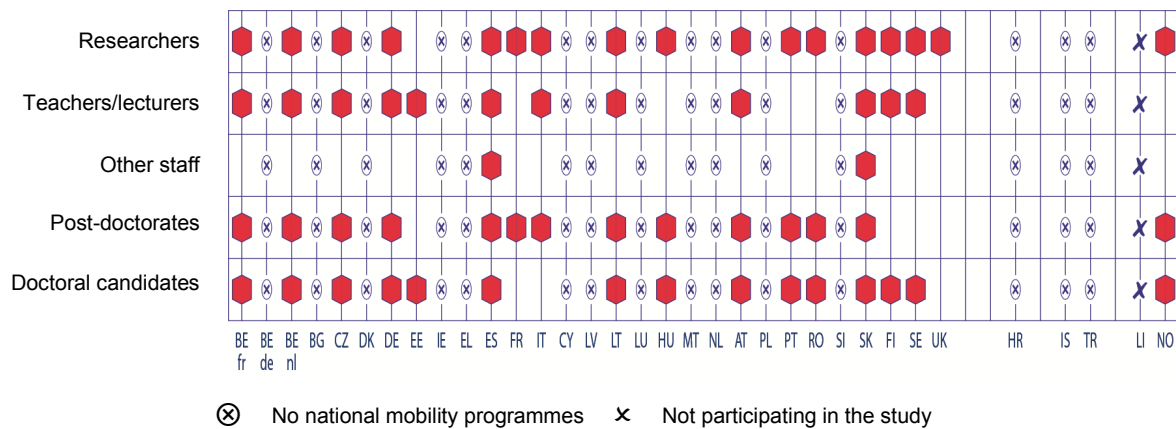 Researchers
Teachers/lecturers
Other staff
Post-doctorates
Doctoral candidates
BE BE BE BG CZ DK DE EE IE EL ES FR IT CY LV LT LU HU MT NL AT PL PT RO SI SK FI SE UK HR IS TR LI NO
fr de nl
No national mobility programmes Not participating in the study